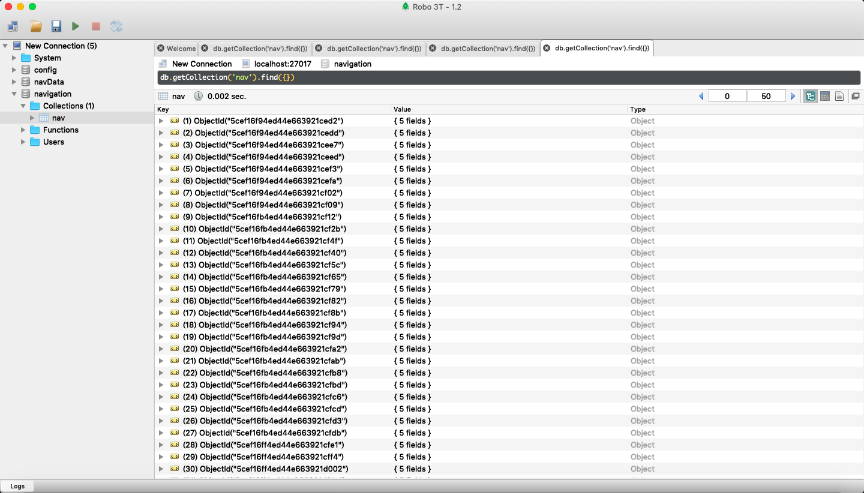 Robo 3T - 1.2
New Connection (5)
System
config
navData
navigation
Collections (1)
nav
Functions
Users
Welcome
db.getCollection('nav').find({})
db.getCollection('nav').find({})
db.getCollection('nav').find({})
db.getCollection('nav').find({})
New Connection localhost:27017 navigation
db.getCollection('nav').find({})
nav 0.002 sec. 0 50
Key Value Type
(1) ObjectId("5cef16f94ed44e663921ced2") { 5 fields } Object
(2) ObjectId("5cef16f94ed44e663921cedd") { 5 fields } Object
(3) ObjectId("5cef16f94ed44e663921cee7") { 5 fields } Object
(4) ObjectId("5cef16f94ed44e663921ceed") { 5 fields } Object
(5) ObjectId("5cef16f94ed44e663921cef3") { 5 fields } Object
(6) ObjectId("5cef16f94ed44e663921cefa") { 5 fields } Object
(7) ObjectId("5cef16f94ed44e663921cf02") { 5 fields } Object
(8) ObjectId("5cef16f94ed44e663921cf09") { 5 fields } Object
(9) ObjectId("5cef16fb4ed44e663921cf12") { 5 fields } Object
(10) ObjectId("5cef16fb4ed44e663921cf2b") { 5 fields } Object
(11) ObjectId("5cef16fb4ed44e663921cf4f") { 5 fields } Object
(12) ObjectId("5cef16fb4ed44e663921cf40") { 5 fields } Object
(13) ObjectId("5cef16fb4ed44e663921cf5c") { 5 fields } Object
(14) ObjectId("5cef16fb4ed44e663921cf65") { 5 fields } Object
(15) ObjectId("5cef16fb4ed44e663921cf79") { 5 fields } Object
(16) ObjectId("5cef16fb4ed44e663921cf82") { 5 fields } Object
(17) ObjectId("5cef16fb4ed44e663921cf8b") { 5 fields } Object
(18) ObjectId("5cef16fb4ed44e663921cf94") { 5 fields } Object
(19) ObjectId("5cef16fb4ed44e663921cf9d") { 5 fields } Object
(20) ObjectId("5cef16fb4ed44e663921cfa2") { 5 fields } Object
(21) ObjectId("5cef16fb4ed44e663921cfab") { 5 fields } Object
(22) ObjectId("5cef16fb4ed44e663921cfb8") { 5 fields } Object
(23) ObjectId("5cef16fb4ed44e663921cfbd") { 5 fields } Object
(24) ObjectId("5cef16fb4ed44e663921cfc6") { 5 fields } Object
(25) ObjectId("5cef16fb4ed44e663921cfcd") { 5 fields } Object
(26) ObjectId("5cef16fb4ed44e663921cfd3") { 5 fields } Object
(27) ObjectId("5cef16fb4ed44e663921cfdb") { 5 fields } Object
(28) ObjectId("5cef16ff4ed44e663921cfe1") { 5 fields } Object
(29) ObjectId("5cef16ff4ed44e663921cff4") { 5 fields } Object
(30) ObjectId("5cef16ff4ed44e663921d002") { 5 fields } Object
Logs